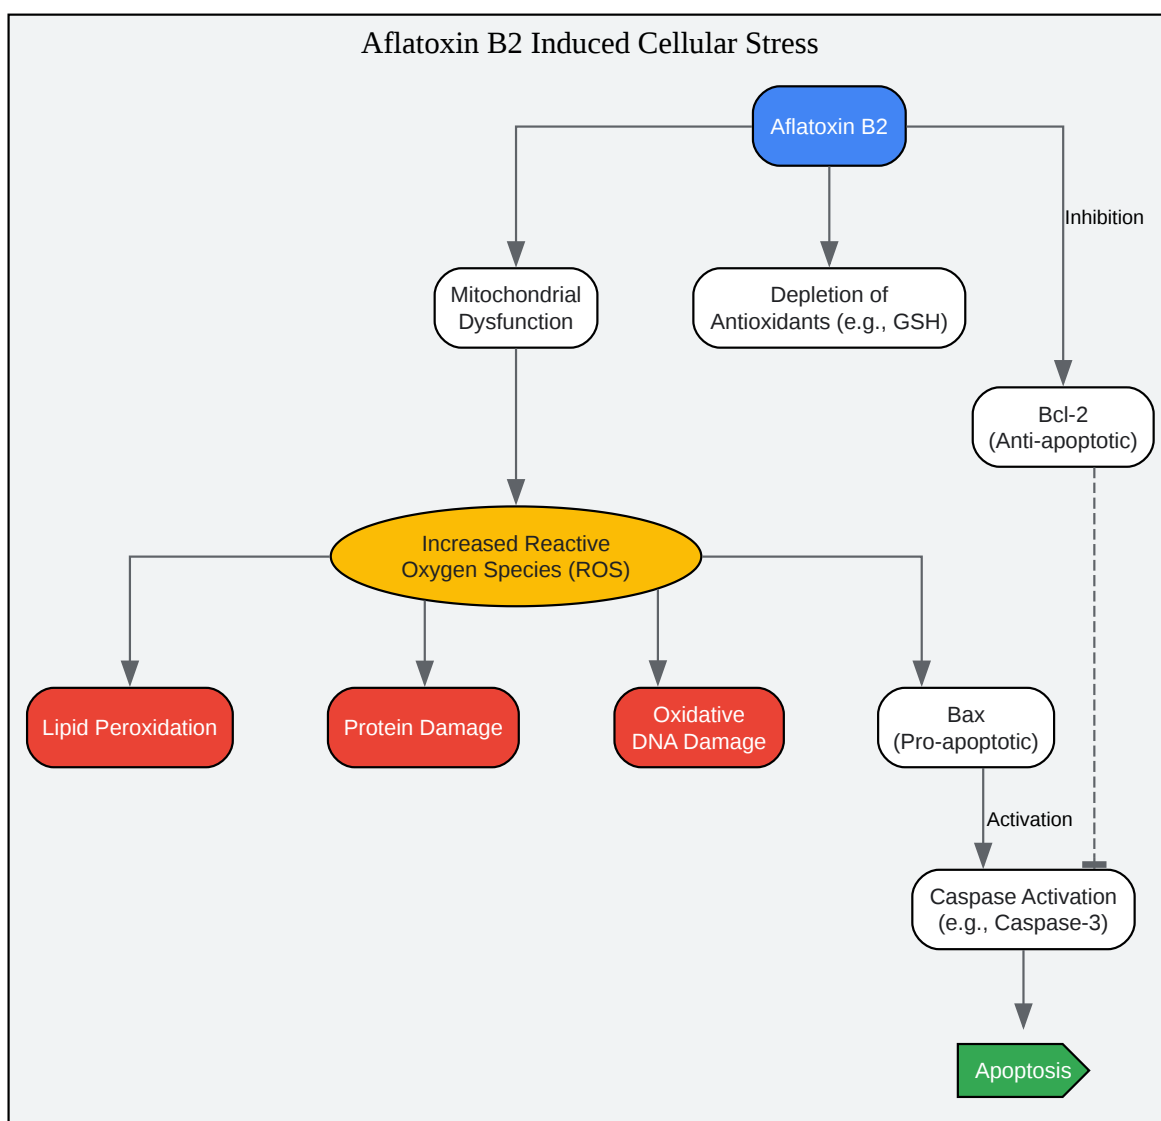 Aflatoxin B2 Induced Cellular Stress
Aflatoxin B2
Inhibition
Mitochondrial
Dysfunction
Depletion of
Antioxidants (e.g., GSH)
Bcl-2
(Anti-apoptotic)
Increased Reactive
Oxygen Species (ROS)
Lipid Peroxidation
Protein Damage
Oxidative
DNA Damage
Bax
(Pro-apoptotic)
Activation
Caspase Activation
(e.g., Caspase-3)
Apoptosis